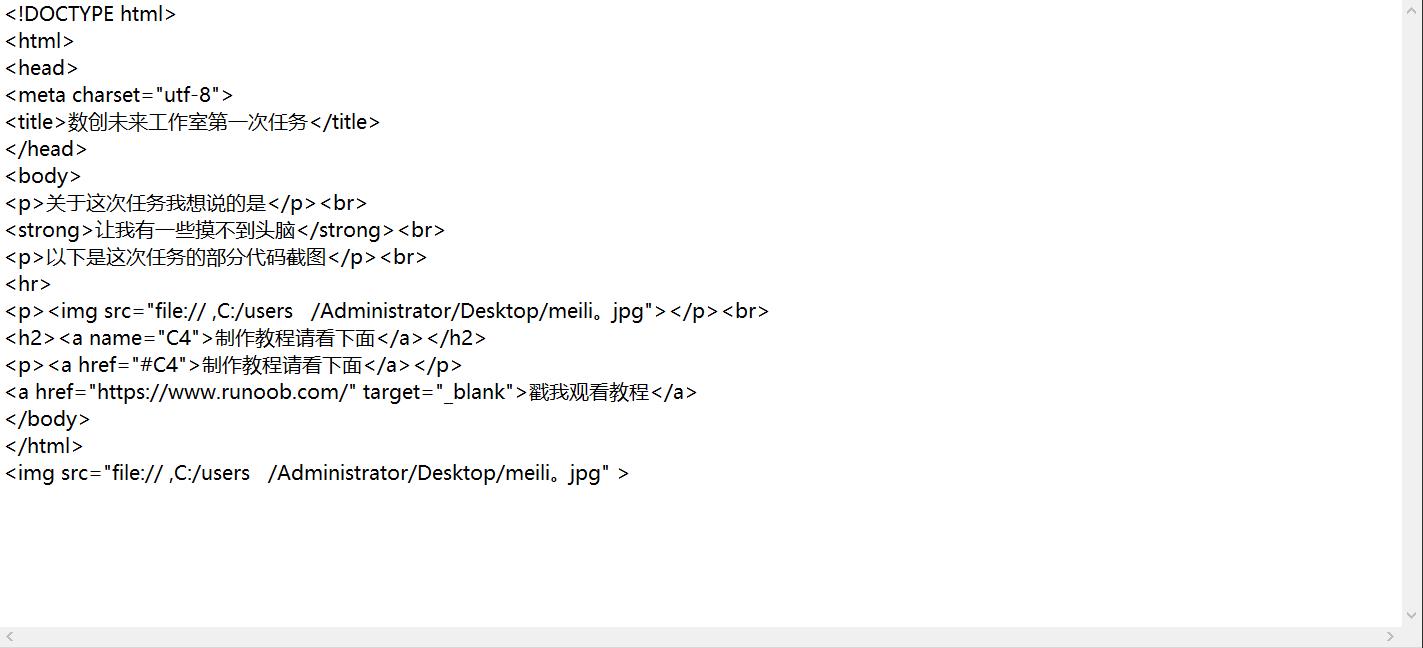 <!DOCTYPE html>
<html>
<head>
<meta charset="utf-8">
<title>数创未来工作室第一次任务</title>
</head>
<body>
<p>关于这次任务我想说的是</p><br>
<strong>让我有一些摸不到头脑</strong><br>
<p>以下是这次任务的部分代码截图</p><br>
<hr>
<p><img src="file:// ,C:/users   /Administrator/Desktop/meili。jpg"></p><br>
<h2><a name="C4">制作教程请看下面</a></h2>
<p><a href="#C4">制作教程请看下面</a></p>
<a href="https://www.runoob.com/" target="_blank">戳我观看教程</a>
</body>
</html>
<img src="file:// ,C:/users   /Administrator/Desktop/meili。jpg" >